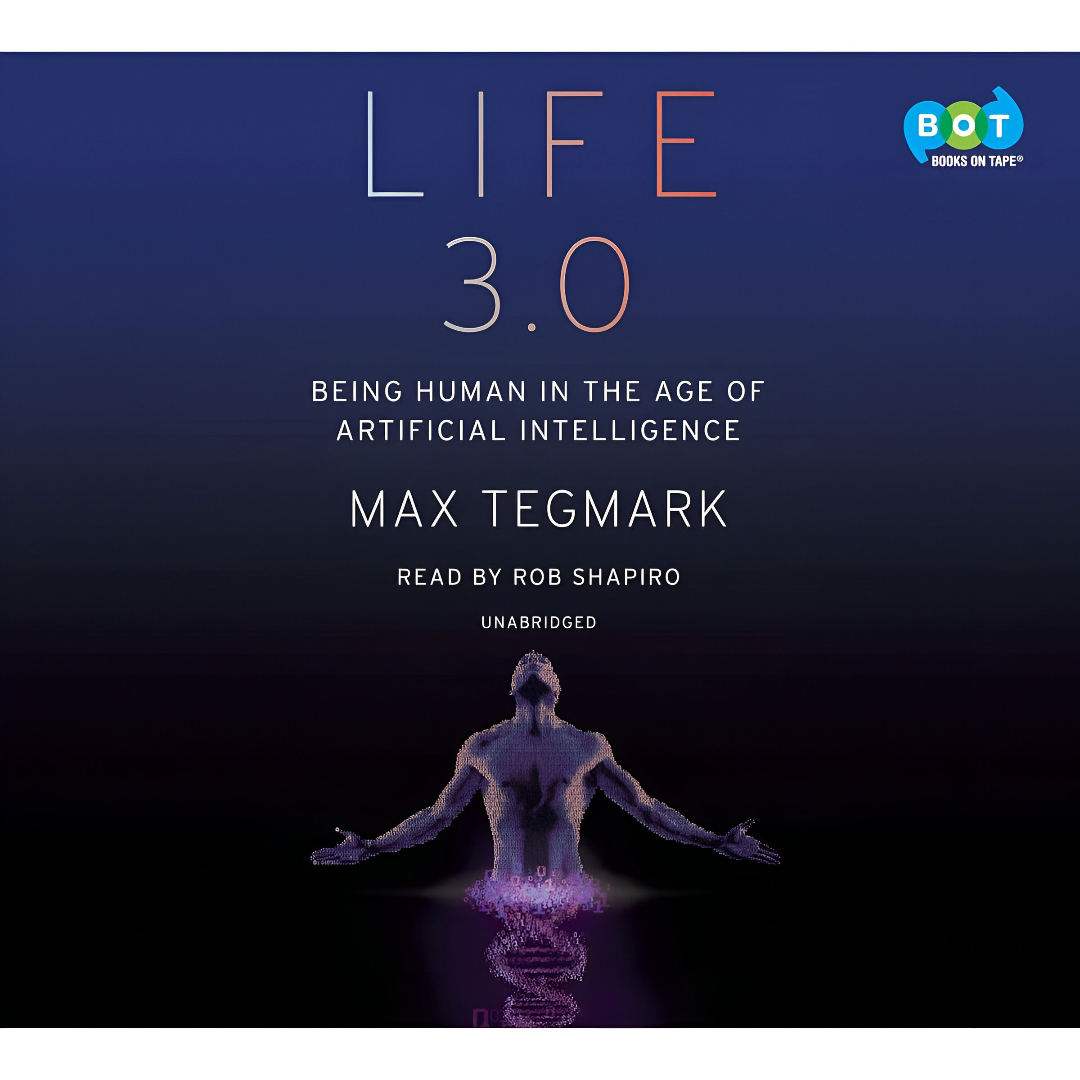 LIFE
3.0
BOT
BOOKS ON TAPE®
BEING HUMAN IN THE AGE OF
ARTIFICIAL INTELLIGENCE
MAX TEGMARK
READ BY ROB SHAPIRO
UNABRIDGED